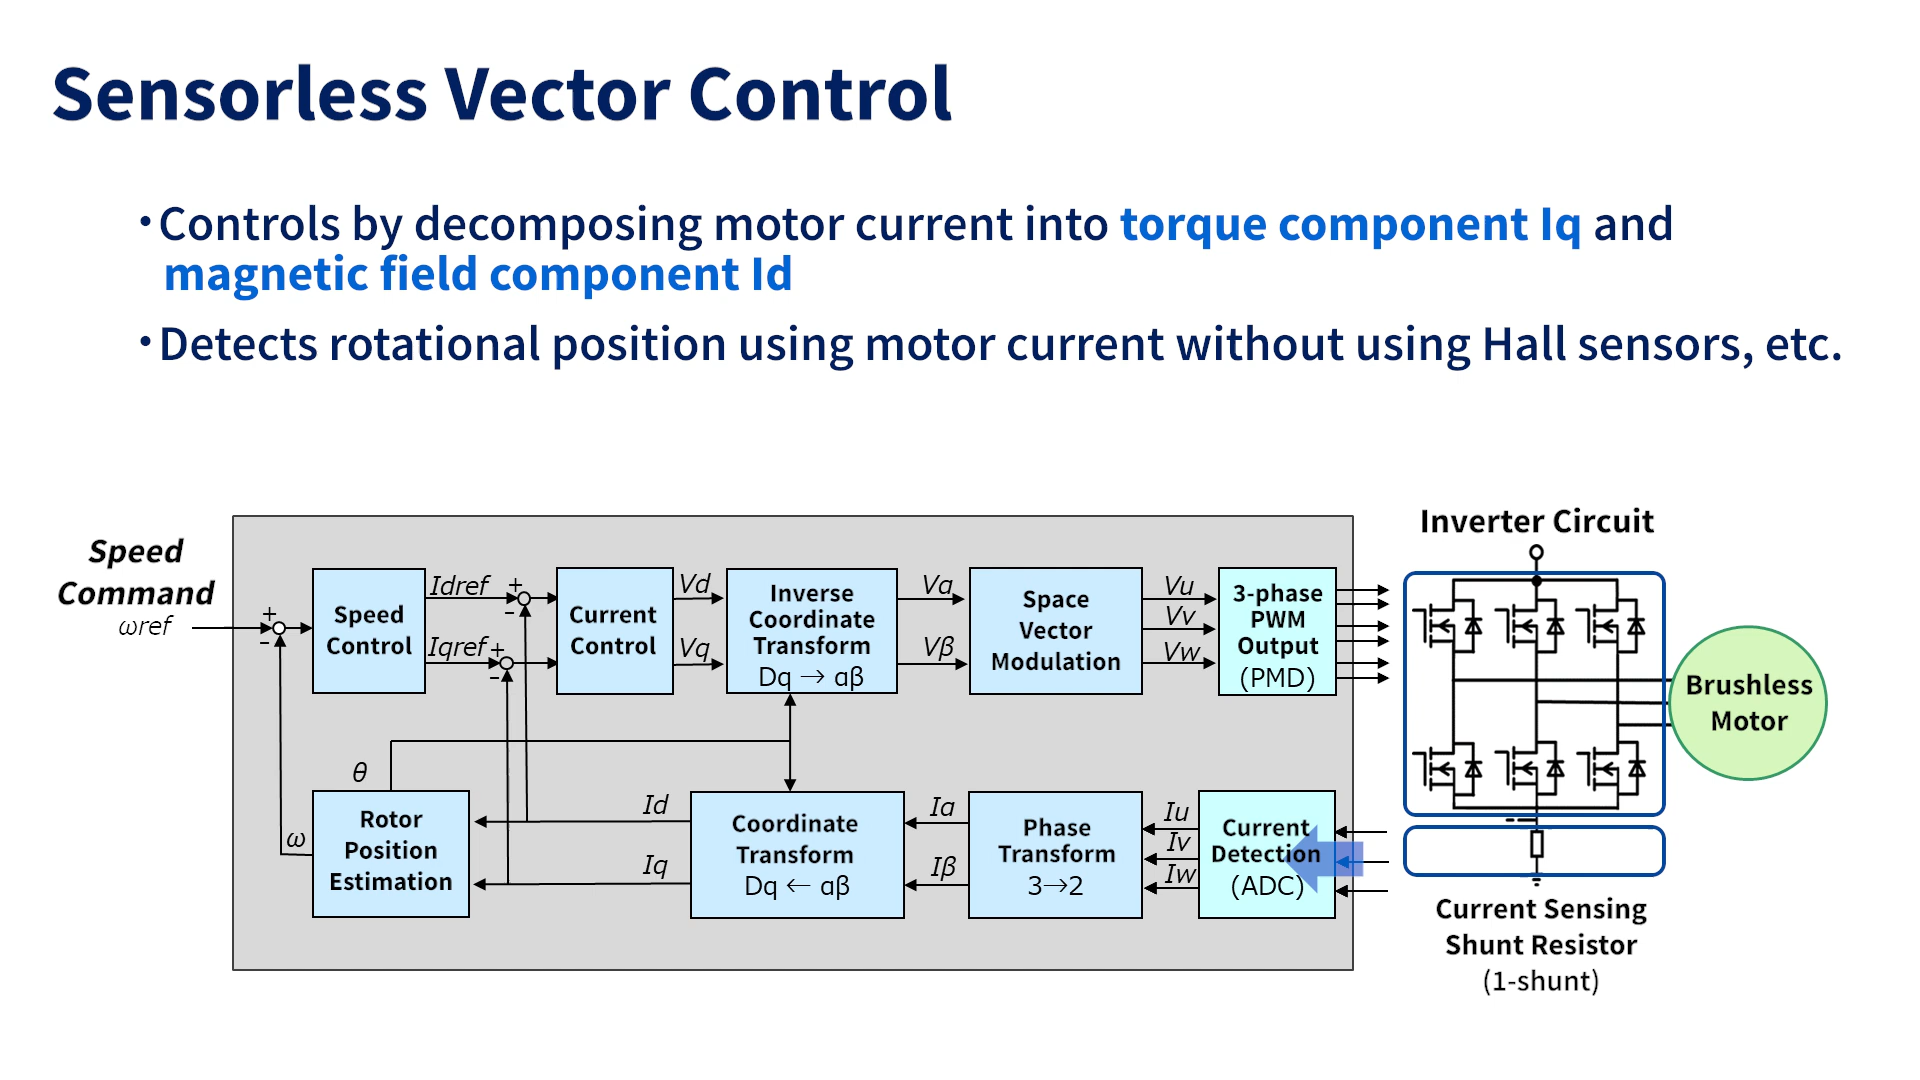 Sensorless Vector Control
・Controls by decomposing motor current into torque component Iq and
magnetic field component Id
・Detects rotational position using motor current without using Hall sensors, etc.
Speed
Command
ωref
+
-
Speed
Control
Idref
+
-
Iqref
+
-
Current
Control
Vd
Vq
Inverse
Coordinate
Transform
Dq → αβ
Vα
Vβ
Space
Vector
Modulation
Vu
Vv
Vw
3-phase
PWM
Output
(PMD)
Inverter Circuit
Brushless
Motor
θ
ω
Rotor
Position
Estimation
Id
Iq
Coordinate
Transform
Dq ← αβ
Iα
Iβ
Phase
Transform
3→2
Iu
Iv
Iw
Current
Detection
(ADC)
Current Sensing
Shunt Resistor
(1-shunt)